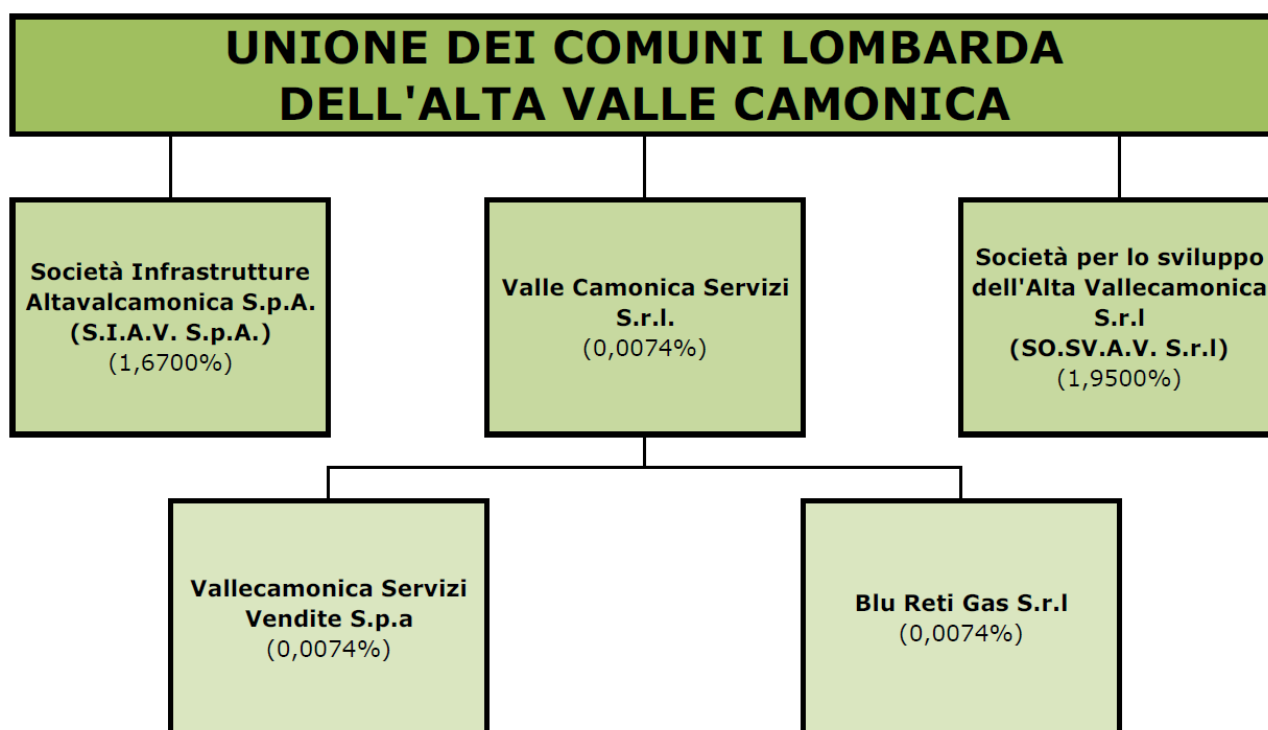 UNIONE DEI COMUNI LOMBARDA
DELL'ALTA VALLE CAMONICA
Società Infrastrutture
Altavalcamonica S.p.A.
(S.I.A.V. S.p.A.)
(1,6700%)
Valle Camonica Servizi
S.r.l.
(0,0074%)
Società per lo sviluppo
dell'Alta Vallecamonica
S.r.l
(SO.SV.A.V. S.r.l)
(1,9500%)
Vallecamonica Servizi
Vendite S.p.a
(0,0074%)
Blu Reti Gas S.r.l
(0,0074%)